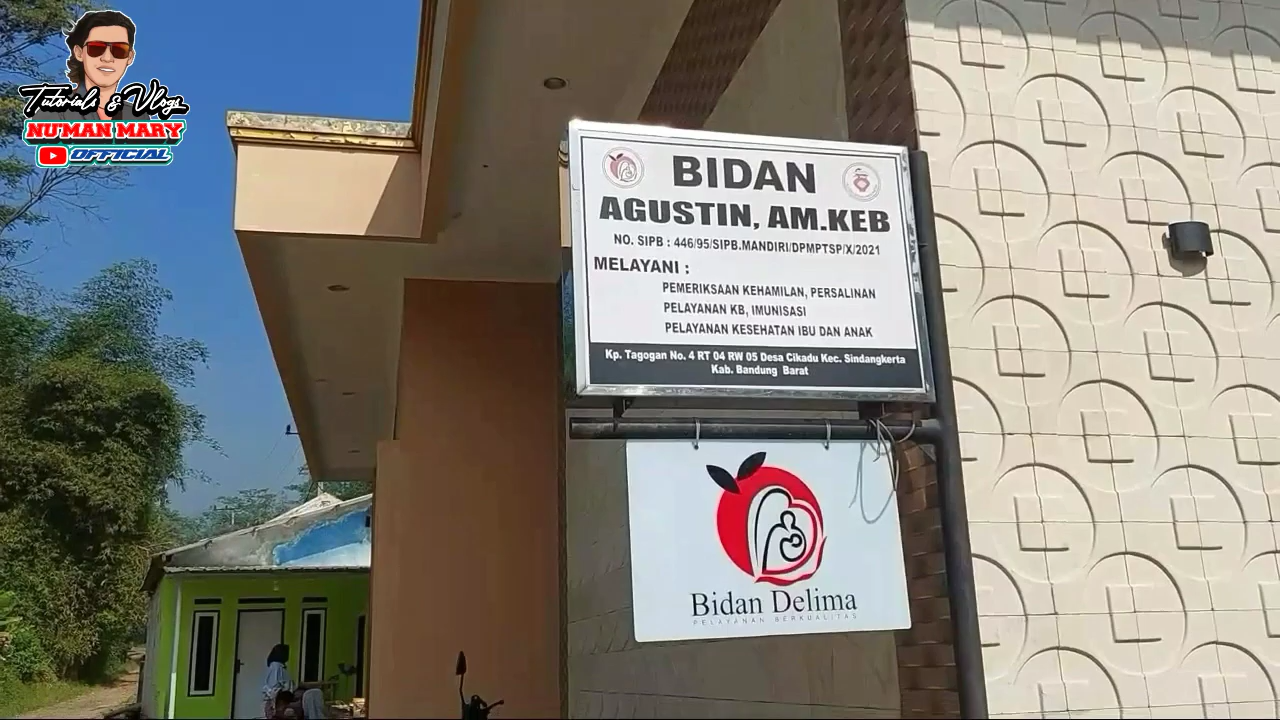 Tutorials & Vlogs
NU'MAN MARY
OFFICIAL
BIDAN
AGUSTIN, AM.KEB
NO. SIPB : 446/95/SIPB.MANDIRI/DPMPTSP/X/2021
MELAYANI :
PEMERIKSAAN KEHAMILAN, PERSALINAN
PELAYANAN KB, IMUNISASI
PELAYANAN KESEHATAN IBU DAN ANAK
Kp. Tagogan No. 4 RT 04 RW 05 Desa Cikadu Kec. Sindangkerta
Kab. Bandung Barat
Bidan Delima
PELAYANAN BERKUALITAS